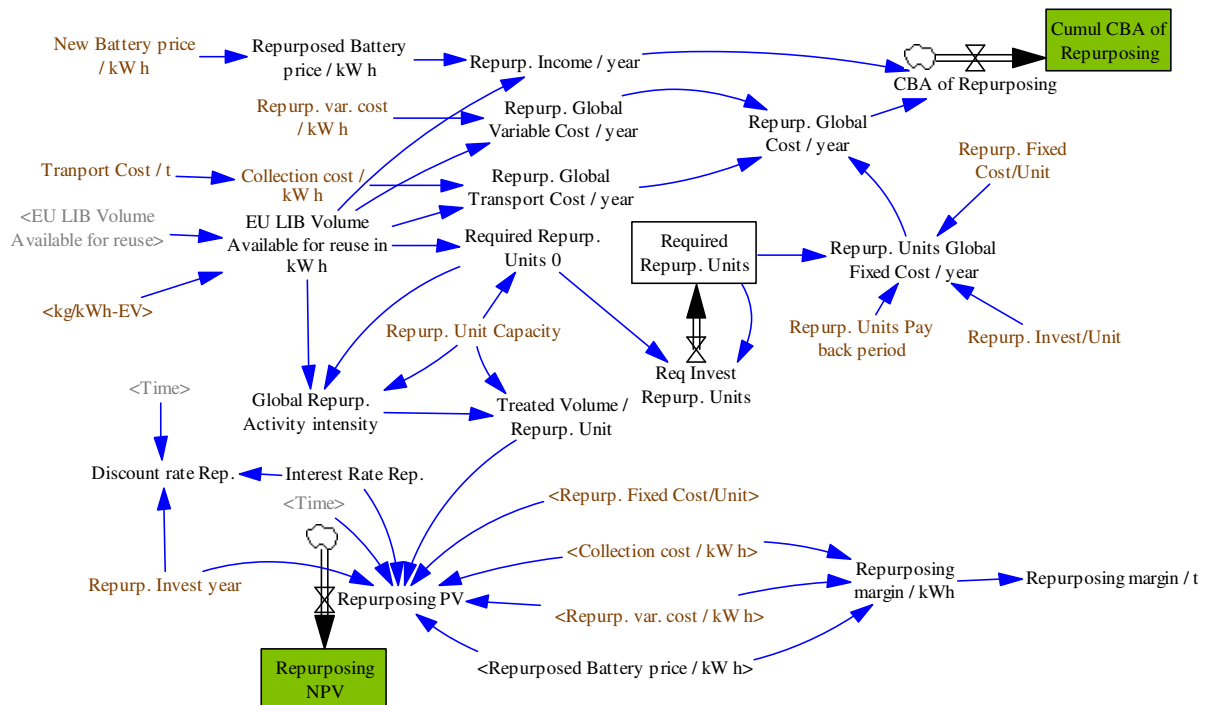 New Battery price
/ kW h
Repurposed Battery
price / kW h
Repurp. Income / year
Cumul CBA of
Repurposing
CBA of Repurposing
Repurp. var. cost
/ kW h
Repurp. Global
Variable Cost / year
Repurp. Global
Cost / year
Repurp. Fixed
Cost/Unit
Tranport Cost / t
Collection cost /
kW h
Repurp. Global
Transport Cost / year
<EU LIB Volume
Available for reuse>
EU LIB Volume
Available for reuse in
kW h
Required Repurp.
Units 0
Required
Repurp. Units
Repurp. Units Global
Fixed Cost / year
<kg/kWh-EV>
Repurp. Unit Capacity
Repurp. Units Pay
back period
Repurp. Invest/Unit
Req Invest
Repurp. Units
<Time>
Global Repurp.
Activity intensity
Treated Volume /
Repurp. Unit
Discount rate Rep.
Interest Rate Rep.
<Time>
<Repurp. Fixed Cost/Unit>
<Collection cost / kW h>
Repurp. Invest year
Repurposing PV
Repurposing
margin / kWh
Repurposing margin / t
<Repurp. var. cost / kW h>
<Repurposed Battery price / kW h>
Repurposing
NPV